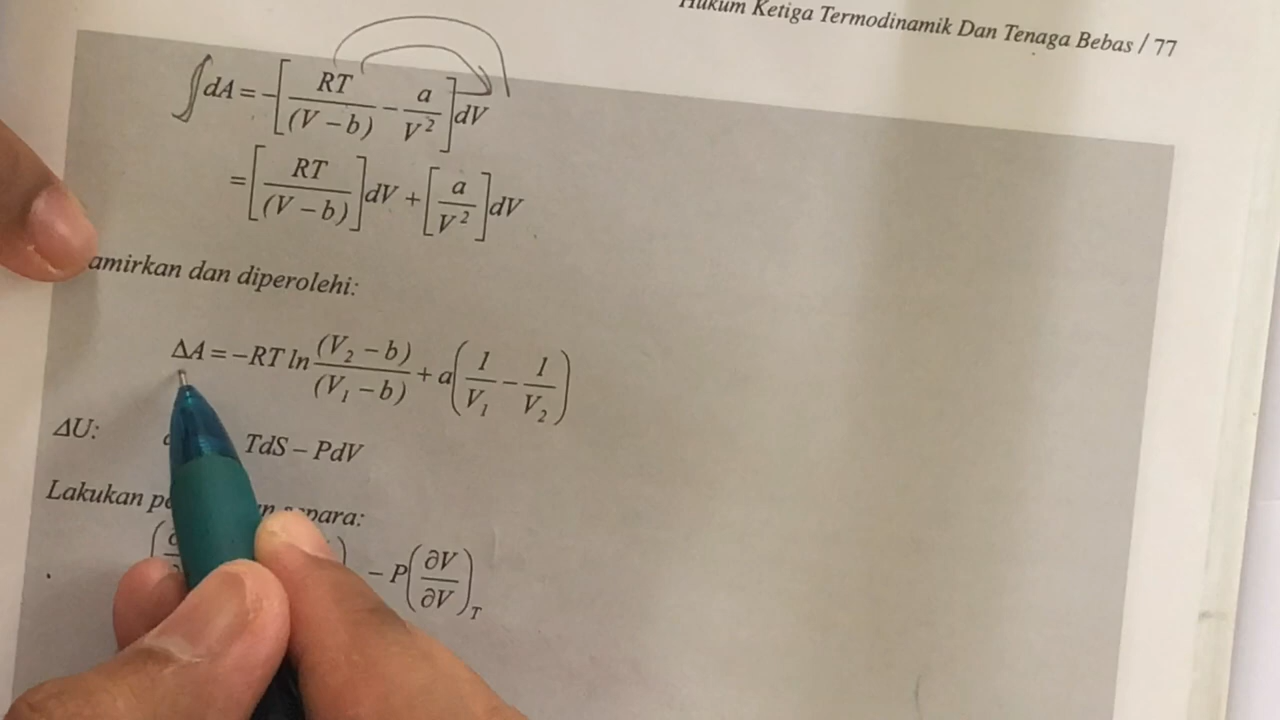 Hukum Ketiga Termodinamik Dan Tenaga Bebas / 77
∫dA = -[RT/(V - b) - a/V²]dV
= [RT/(V - b)]dV + [a/V²]dV
amirkan dan diperolehi:
ΔA = -RT ln (V₂ - b)/(V₁ - b) + a(1/V₁ - 1/V₂)
ΔU: TdS - PdV
Lakukan para:
- P(∂V/∂V)T